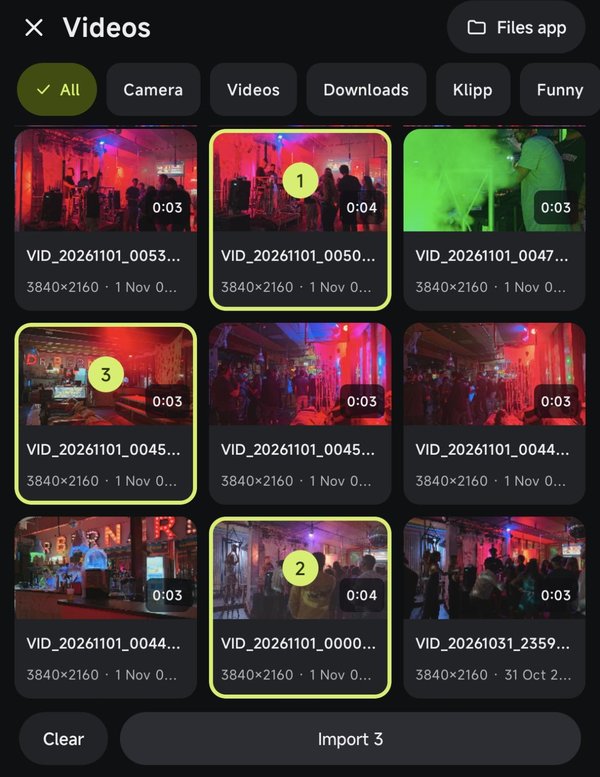 Videos
Files app
All
Camera
Videos
Downloads
Klipp
Funny
0:03
1
0:04
0:03
VID_20261101_0053...
VID_20261101_0050...
VID_20261101_0047...
3840×2160 · 1 Nov 0...
3840×2160 · 1 Nov 0...
3840×2160 · 1 Nov 0...
3
0:03
0:03
0:03
VID_20261101_0045...
VID_20261101_0045...
VID_20261101_0044...
3840×2160 · 1 Nov 0...
3840×2160 · 1 Nov 0...
3840×2160 · 1 Nov 0...
0:03
2
0:04
0:03
VID_20261101_0044...
VID_20261101_0000...
VID_20261031_2359...
3840×2160 · 1 Nov 0...
3840×2160 · 1 Nov 0...
3840×2160 · 31 Oct 2...
Clear
Import 3